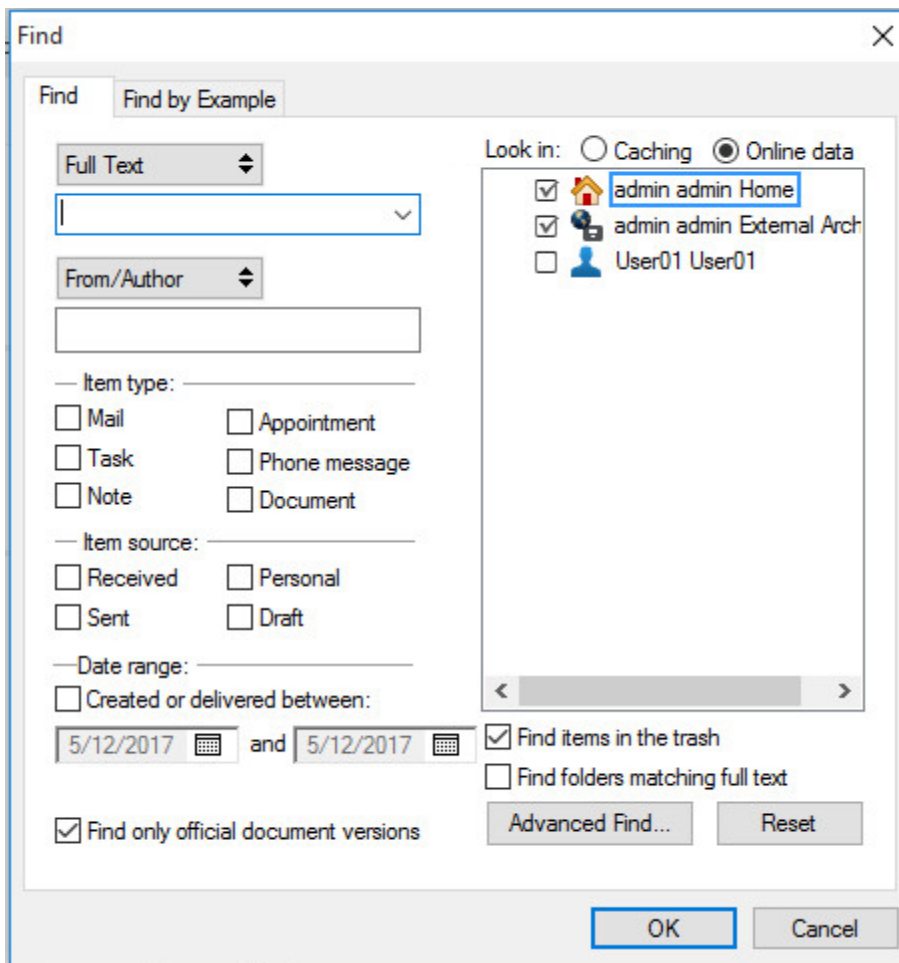 Find
Find
Find by Example
Full Text
From/Author
Item type:
Mail
Appointment
Task
Phone message
Note
Document
Item source:
Received
Personal
Sent
Draft
Date range:
Created or delivered between:
5/12/2017 and 5/12/2017
Find only official document versions
Look in: Caching Online data
admin admin Home
admin admin External Arch
User01 User01
Find items in the trash
Find folders matching full text
Advanced Find...
Reset
OK
Cancel